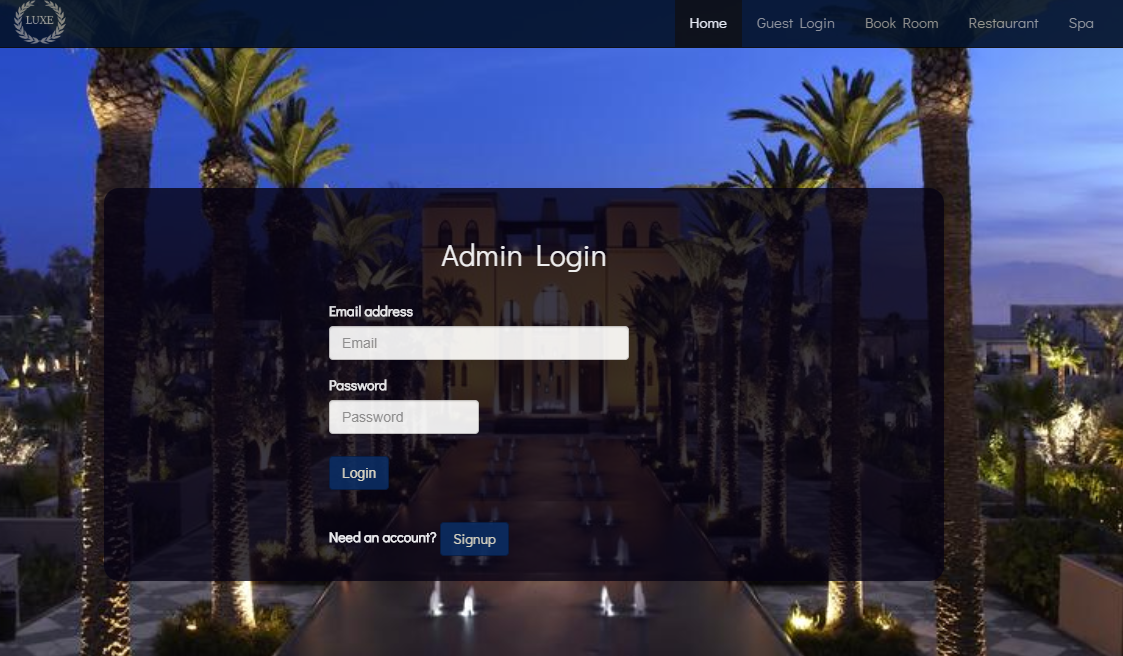 LUXE
Home Guest Login Book Room Restaurant Spa
Admin Login
Email address
Email
Password
Password
Login
Need an account? Signup